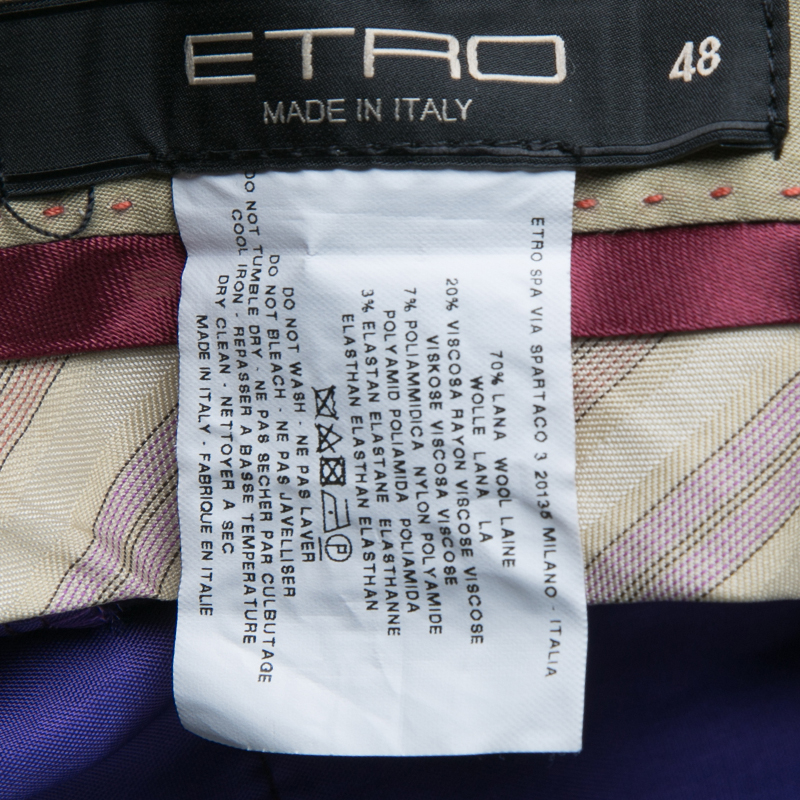 ETRO
48
MADE IN ITALY
ETRO SPA VIA SPARTACO 3 20135 MILANO - ITALIA
70% LANA WOOL LAINE
WOLLE LANA LA
20% VISCOSA RAYON VISCOSE VISCOSE
VISKOSE VISCOSA VISCOSE
7% POLIAMMIDICA NYLON POLYAMIDE
POLYAMID POLIAMIDA POLIAMIDA
3% ELASTAN ELASTANE ELASTHANNE
ELASTHAN ELASTHAN ELASTHAN
P
DO NOT WASH - NE PAS LAVER
DO NOT BLEACH - NE PAS JAVELLISER
DO NOT TUMBLE DRY - NE PAS SECHER PAR CULBUTAGE
COOL IRON - REPASSER A BASSE TEMPERATURE
DRY CLEAN - NETTOYER A SEC
MADE IN ITALY - FABRIQUE EN ITALIE